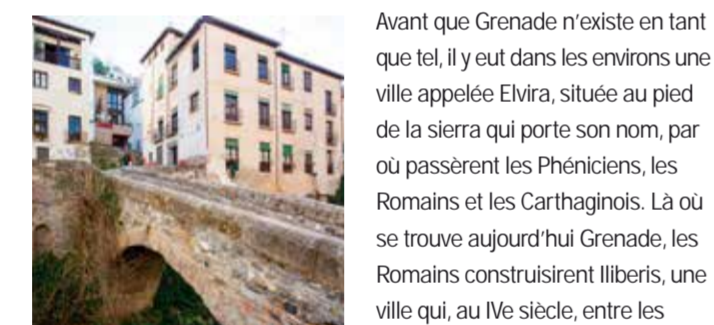 Avant que Grenade n’existe en tant
que tel, il y eut dans les environs une
ville appelée Elvira, située au pied
de la sierra qui porte son nom, par
où passèrent les Phéniciens, les
Romains et les Carthaginois. Là où
se trouve aujourd’hui Grenade, les
Romains construisirent Iliberis, une
ville qui, au IVe siècle, entre les